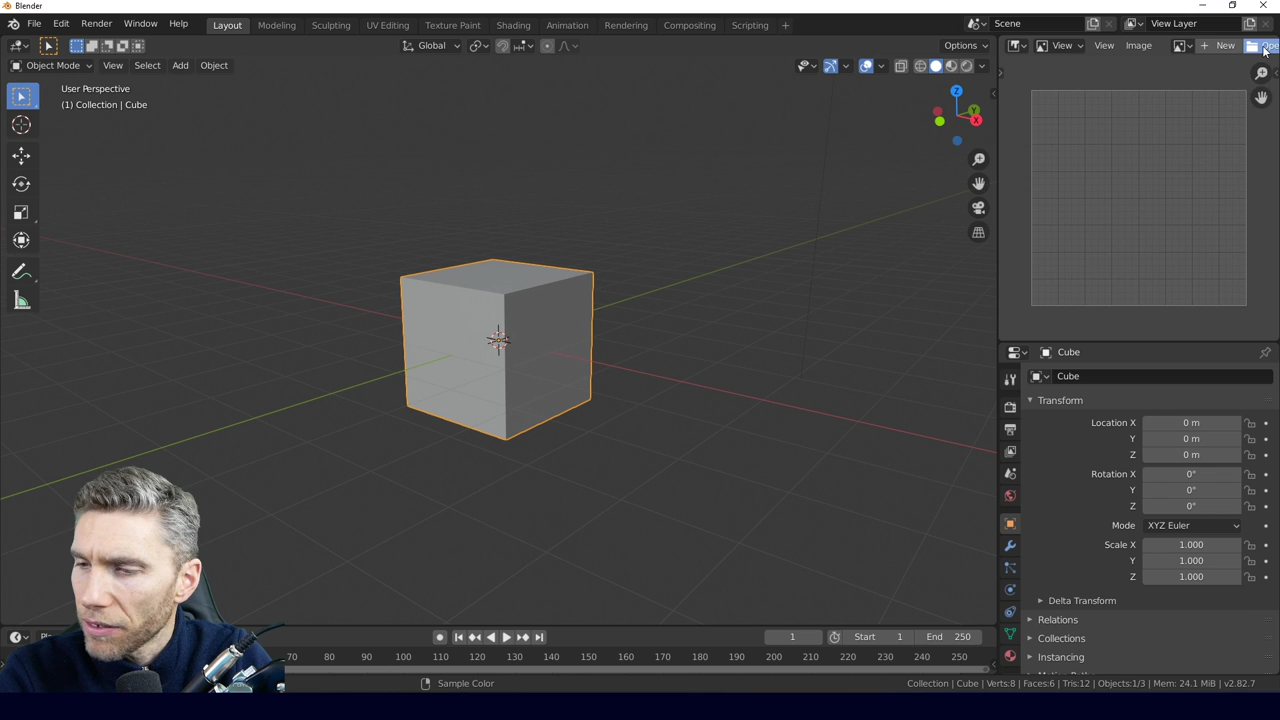 Blender
File Edit Render Window Help Layout Modeling Sculpting UV Editing Texture Paint Shading Animation Rendering Compositing Scripting + Scene View Layer
Global Options View View Image New
Object Mode View Select Add Object
User Perspective
(1) Collection | Cube
Z
Y
X
Cube
Cube
Transform
Location X 0 m
Y 0 m
Z 0 m
Rotation X 0°
Y 0°
Z 0°
Mode XYZ Euler
Scale X 1.000
Y 1.000
Z 1.000
Delta Transform
Relations
Collections
Instancing
1 Start 1 End 250
70 80 90 100 110 120 130 140 150 160 170 180 190 200 210 220 230 240 250
Sample Color Collection | Cube | Verts:8 | Faces:6 | Tris:12 | Objects:1/3 | Mem: 24.1 MiB | v2.82.7